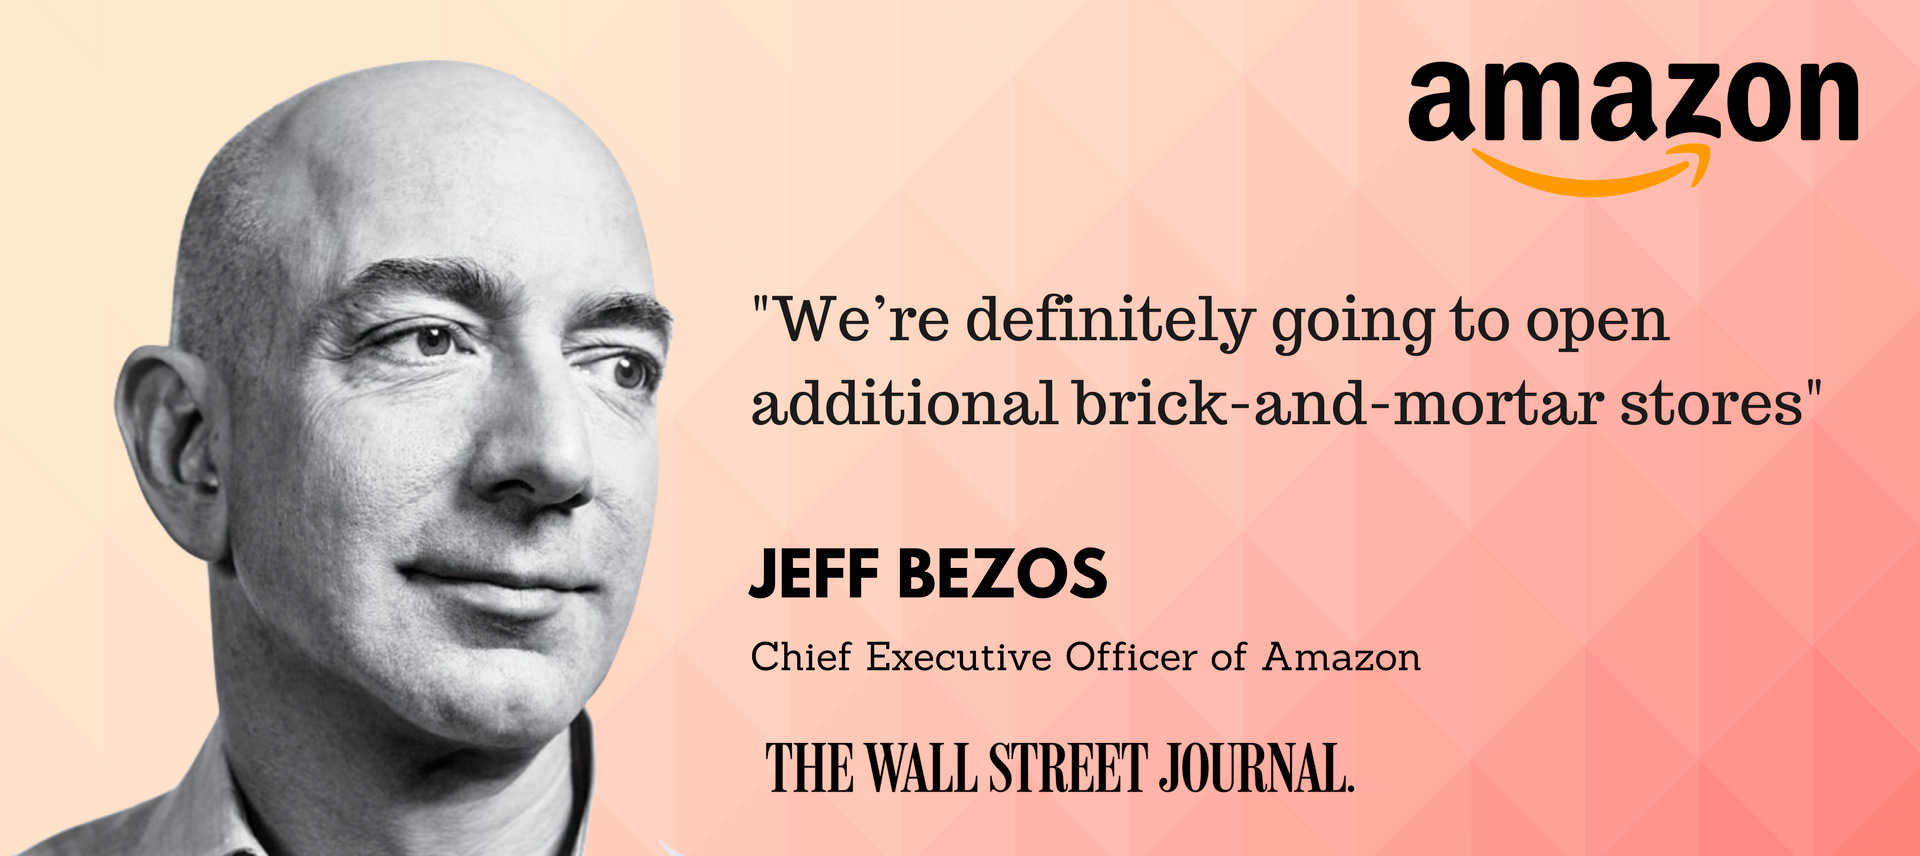 amazon
"We’re definitely going to open
additional brick-and-mortar stores"
JEFF BEZOS
Chief Executive Officer of Amazon
THE WALL STREET JOURNAL.